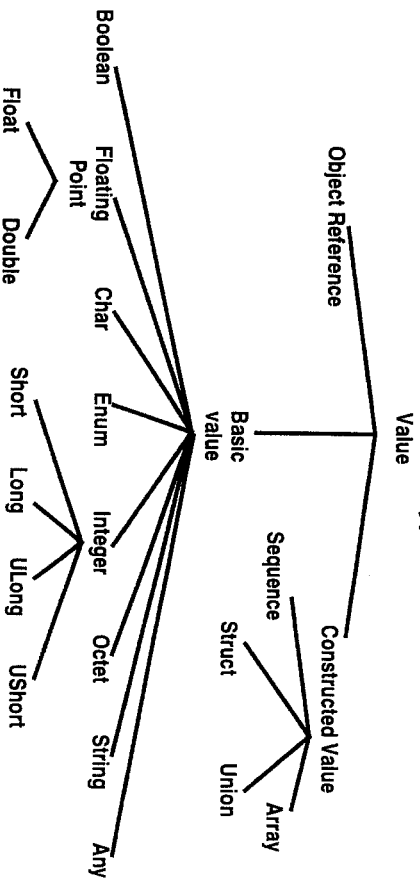 Value
Object Reference
Basic
value
Constructed Value
Sequence
Struct
Union
Array
Boolean
Floating
Point
Char
Enum
Integer
Octet
String
Any
Float
Double
Short
Long
ULong
UShort